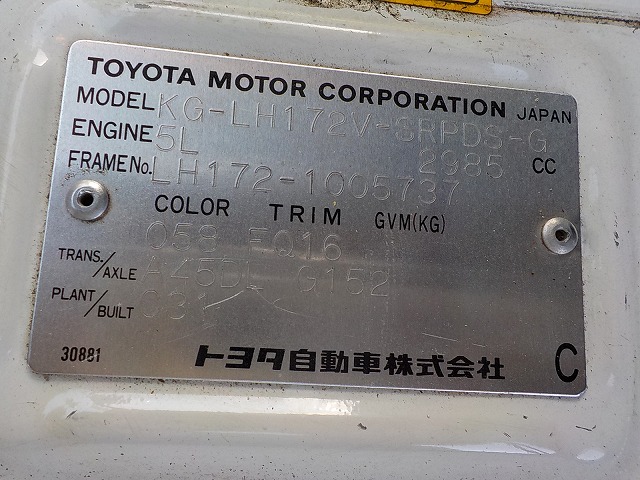 TOYOTA MOTOR CORPORATION JAPAN
MODEL KG-LH172V-SRPDS-G
ENGINE 5L 2985 CC
FRAME No. LH172-1005737
COLOR TRIM GVM(KG)
058 FQ16
TRANS./AXLE A45DL G152
PLANT/BUILT
30881 トヨタ自動車株式会社 C